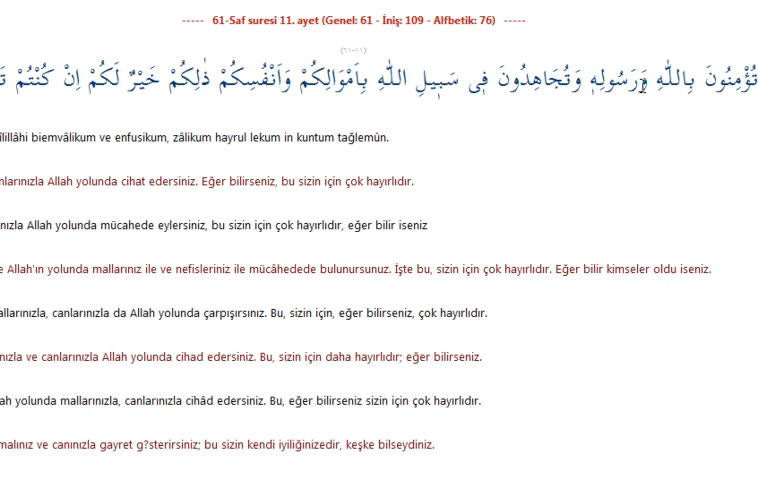 ----- 61-Saf suresi 11. ayet (Genel: 61 - İniş: 109 - Alfbetik: 76) -----
(٦١-١١)
تُؤْمِنُونَ بِاللّٰهِ وَرَسُولِه۪ وَتُجَاهِدُونَ ف۪ي سَب۪يلِ اللّٰهِ بِاَمْوَالِكُمْ وَاَنْفُسِكُمْ ذٰلِكُمْ خَيْرٌ لَكُمْ اِنْ كُنْتُمْ
îlillâhi biemvâlikum ve enfusikum, zâlikum hayrul lekum in kuntum tağlemûn.
nlarınızla Allah yolunda cihat edersiniz. Eğer bilirseniz, bu sizin için çok hayırlıdır.
nızla Allah yolunda mücahede eylersiniz, bu sizin için çok hayırlıdır, eğer bilir iseniz
e Allah'ın yolunda mallarınız ile ve nefisleriniz ile mücâhedede bulunursunuz. İşte bu, sizin için çok hayırlıdır. Eğer bilir kimseler oldu iseniz.
allarınızla, canlarınızla da Allah yolunda çarpışırsınız. Bu, sizin için, eğer bilirseniz, çok hayırlıdır.
nızla ve canlarınızla Allah yolunda cihad edersiniz. Bu, sizin için daha hayırlıdır; eğer bilirseniz.
ah yolunda mallarınızla, canlarınızla cihâd edersiniz. Bu, eğer bilirseniz sizin için çok hayırlıdır.
malınız ve canınızla gayret g?sterirsiniz; bu sizin kendi iyiliğinizedir, keşke bilseydiniz.